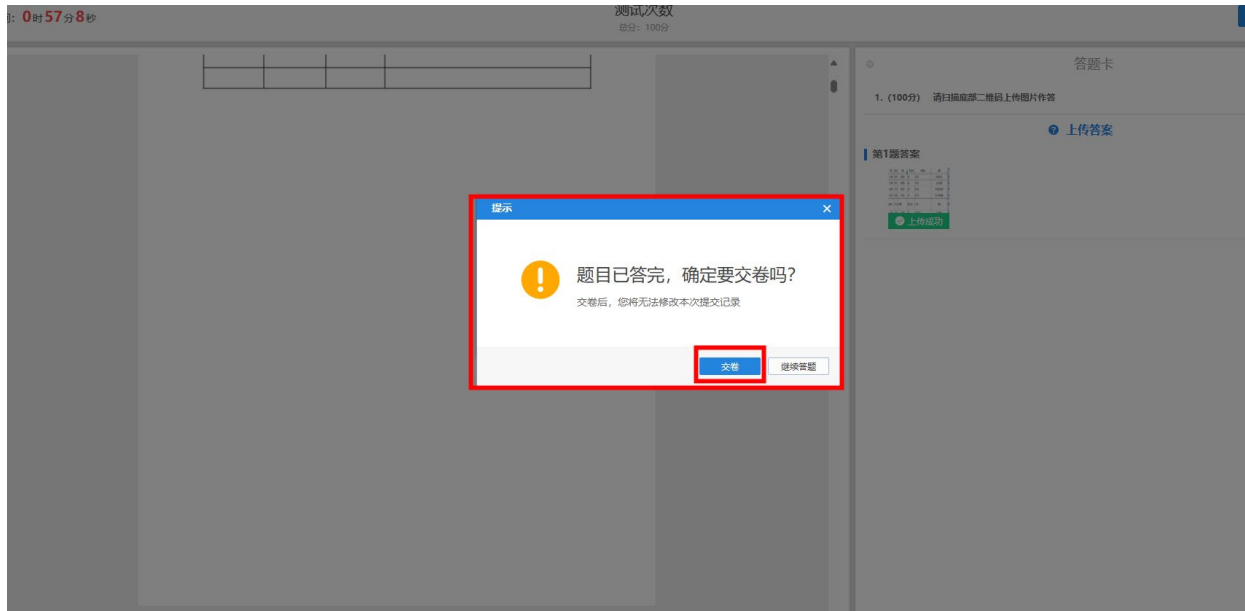 间：0时57分8秒
测试次数
总分：100分
答题卡
1. (100分) 请扫描底部二维码上传图片作答
上传答案
第1题答案
上传成功
提示
题目已答完，确定要交卷吗？
交卷后，您将无法修改本次提交记录
交卷
继续答题